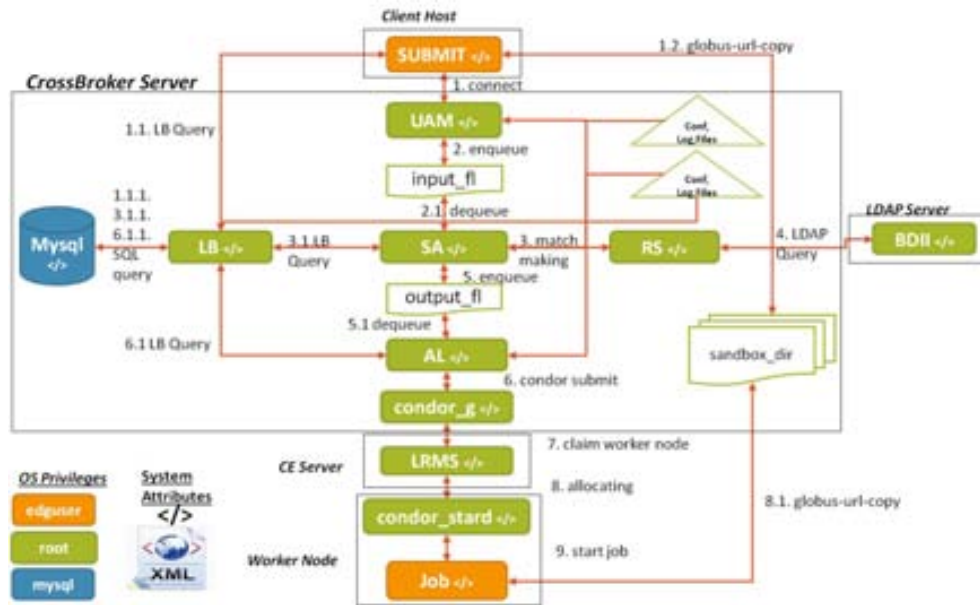 Client Host
SUBMIT </>
1.2. globus-url-copy
CrossBroker Server
1. connect
UAM </>
1.1. LB Query
Conf,
Log,Files
2. enqueue
input_fl
Conf,
Log,Files
2.1. dequeue
LDAP Server
1.1.1.
3.1.1.
6.1.1.
SQL
query
Mysql
</>
LB </>
3.1 LB
Query
SA </>
3. match
making
RS </>
4. LDAP
Query
BDII </>
5. enqueue
output_fl
5.1 dequeue
6.1 LB Query
AL </>
sandbox_dir
6. condor submit
condor_g </>
7. claim worker node
CE Server
LRMS </>
8. allocating
OS Privileges
System
Attributes
</>
edguser
root
mysql
XML
condor_stard </>
8.1. globus-url-copy
9. start job
Worker Node
Job </>